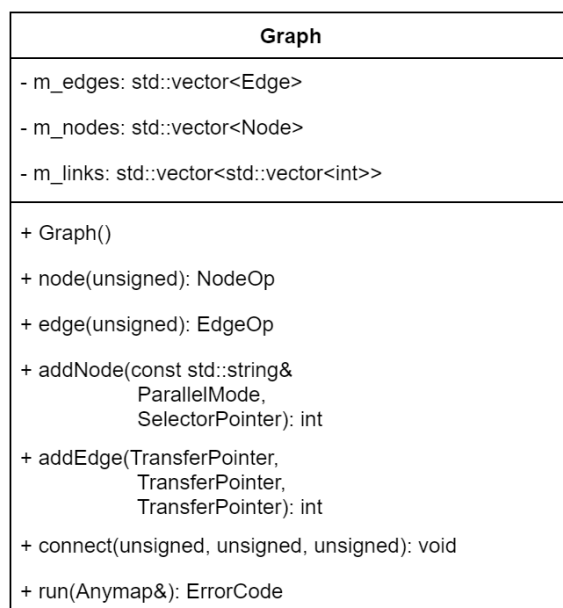 Graph
- m_edges: std::vector<Edge>
- m_nodes: std::vector<Node>
- m_links: std::vector<std::vector<int>>
+ Graph()
+ node(unsigned): NodeOp
+ edge(unsigned): EdgeOp
+ addNode(const std::string&
ParallelMode,
SelectorPointer): int
+ addEdge(TransferPointer,
TransferPointer,
TransferPointer): int
+ connect(unsigned, unsigned, unsigned): void
+ run(Anymap&): ErrorCode